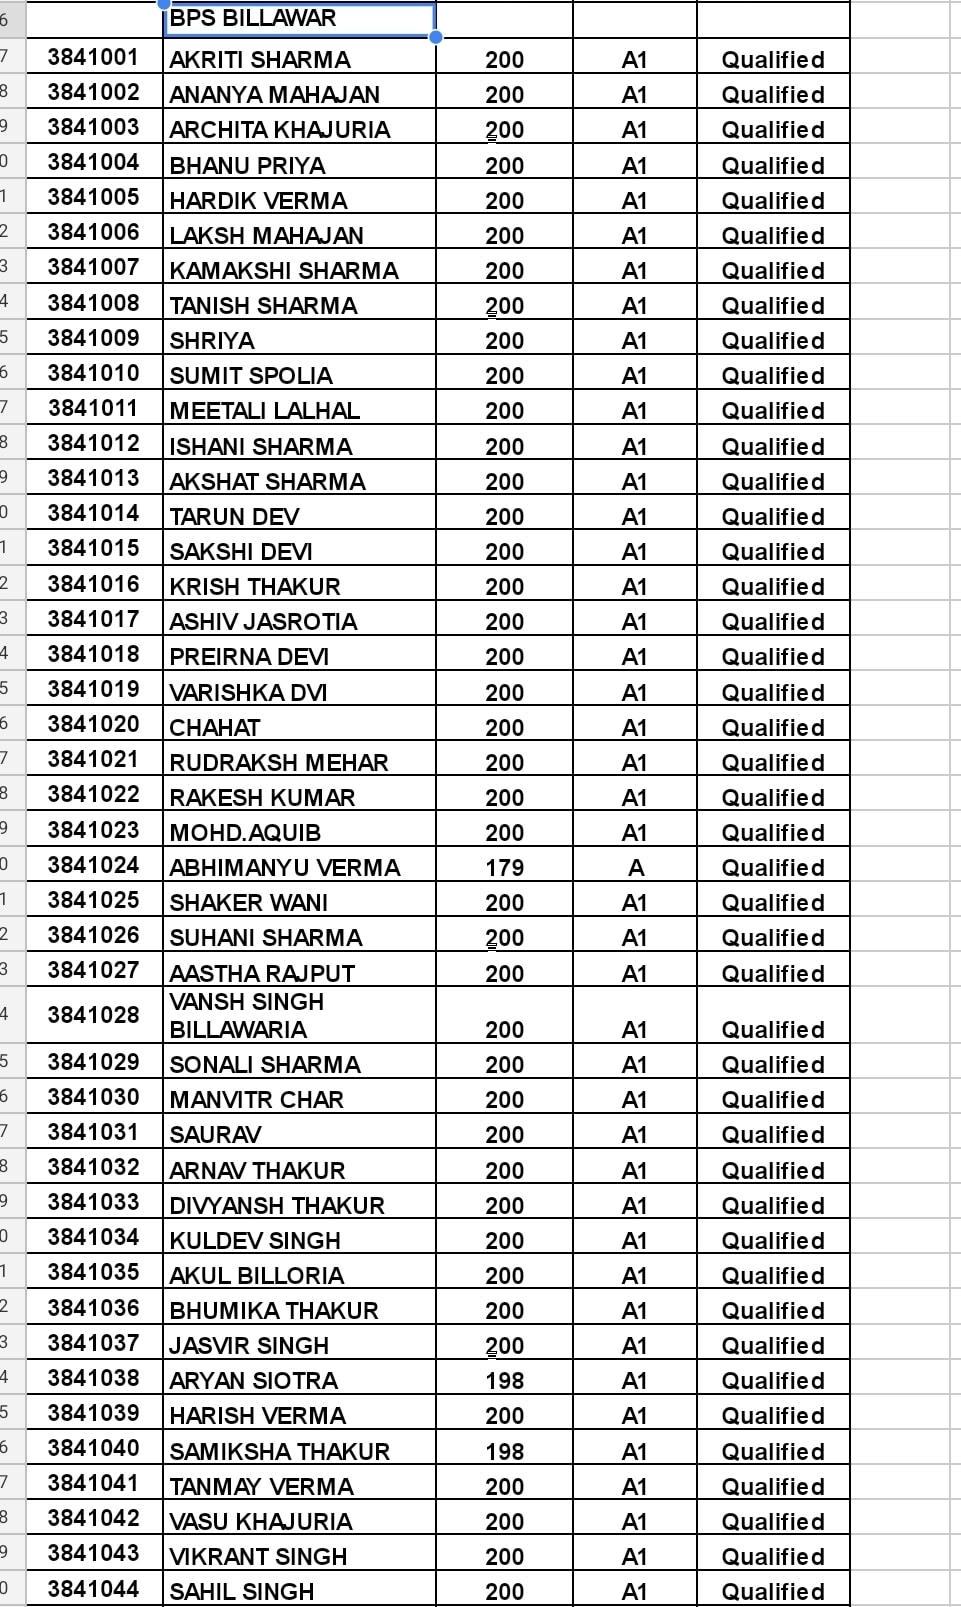 6 BPS BILLAWAR
7 3841001 AKRITI SHARMA 200 A1 Qualified
8 3841002 ANANYA MAHAJAN 200 A1 Qualified
9 3841003 ARCHITA KHAJURIA 200 A1 Qualified
0 3841004 BHANU PRIYA 200 A1 Qualified
1 3841005 HARDIK VERMA 200 A1 Qualified
2 3841006 LAKSH MAHAJAN 200 A1 Qualified
3 3841007 KAMAKSHI SHARMA 200 A1 Qualified
4 3841008 TANISH SHARMA 200 A1 Qualified
5 3841009 SHRIYA 200 A1 Qualified
6 3841010 SUMIT SPOLIA 200 A1 Qualified
7 3841011 MEETALI LALHAL 200 A1 Qualified
8 3841012 ISHANI SHARMA 200 A1 Qualified
9 3841013 AKSHAT SHARMA 200 A1 Qualified
0 3841014 TARUN DEV 200 A1 Qualified
1 3841015 SAKSHI DEVI 200 A1 Qualified
2 3841016 KRISH THAKUR 200 A1 Qualified
3 3841017 ASHIV JASROTIA 200 A1 Qualified
4 3841018 PREIRNA DEVI 200 A1 Qualified
5 3841019 VARISHKA DVI 200 A1 Qualified
6 3841020 CHAHAT 200 A1 Qualified
7 3841021 RUDRAKSH MEHAR 200 A1 Qualified
8 3841022 RAKESH KUMAR 200 A1 Qualified
9 3841023 MOHD.AQUIB 200 A1 Qualified
0 3841024 ABHIMANYU VERMA 179 A Qualified
1 3841025 SHAKER WANI 200 A1 Qualified
2 3841026 SUHANI SHARMA 200 A1 Qualified
3 3841027 AASTHA RAJPUT 200 A1 Qualified
4 3841028 VANSH SINGH
BILLAWARIA 200 A1 Qualified
5 3841029 SONALI SHARMA 200 A1 Qualified
6 3841030 MANVITR CHAR 200 A1 Qualified
7 3841031 SAURAV 200 A1 Qualified
8 3841032 ARNAV THAKUR 200 A1 Qualified
9 3841033 DIVYANSH THAKUR 200 A1 Qualified
0 3841034 KULDEV SINGH 200 A1 Qualified
1 3841035 AKUL BILLORIA 200 A1 Qualified
2 3841036 BHUMIKA THAKUR 200 A1 Qualified
3 3841037 JASVIR SINGH 200 A1 Qualified
4 3841038 ARYAN SIOTRA 198 A1 Qualified
5 3841039 HARISH VERMA 200 A1 Qualified
6 3841040 SAMIKSHA THAKUR 198 A1 Qualified
7 3841041 TANMAY VERMA 200 A1 Qualified
8 3841042 VASU KHAJURIA 200 A1 Qualified
9 3841043 VIKRANT SINGH 200 A1 Qualified
0 3841044 SAHIL SINGH 200 A1 Qualified